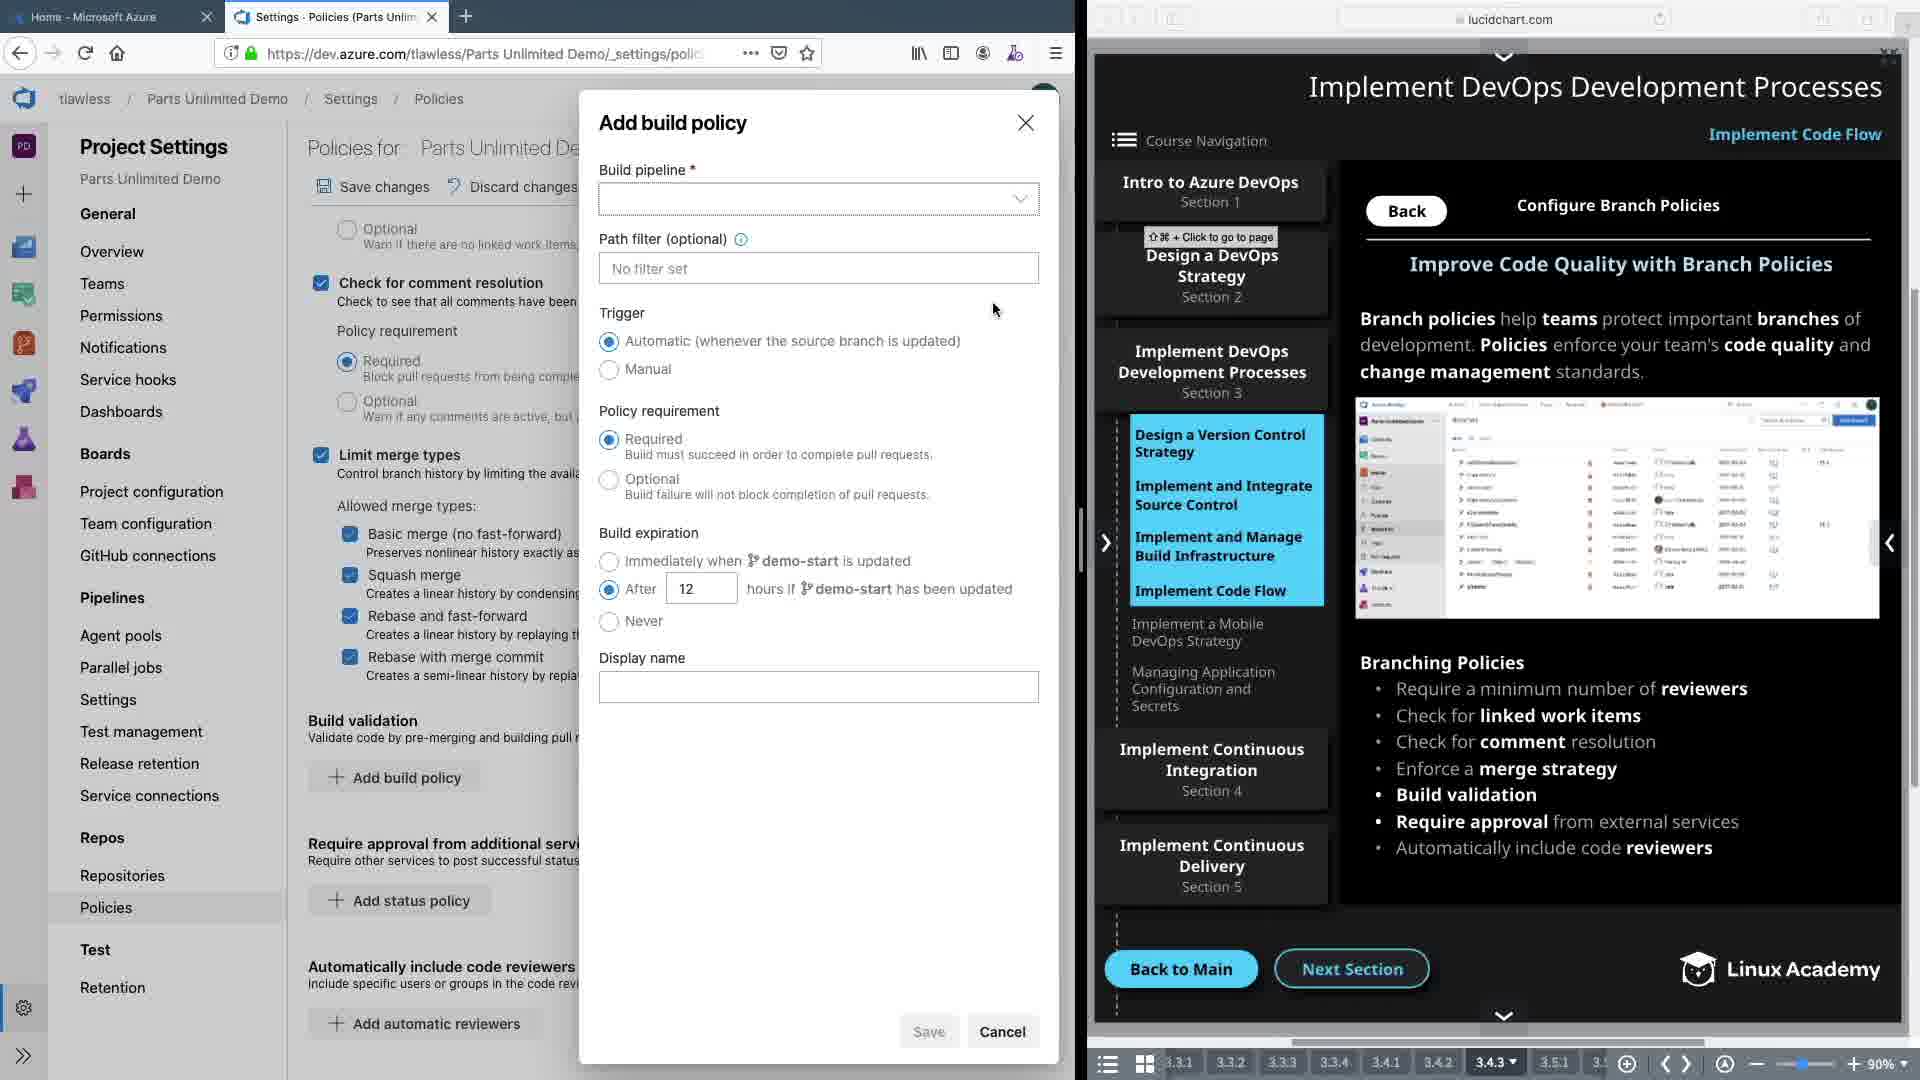 Home - Microsoft Azure
Settings · Policies (Parts Unlim
https://dev.azure.com/tlawless/Parts Unlimited Demo/_settings/polic
tlawless / Parts Unlimited Demo / Settings / Policies
PD
Project Settings
Parts Unlimited Demo
General
Overview
Teams
Permissions
Notifications
Service hooks
Dashboards
Boards
Project configuration
Team configuration
GitHub connections
Pipelines
Agent pools
Parallel jobs
Settings
Test management
Release retention
Service connections
Repos
Repositories
Policies
Test
Retention
Policies for Parts Unlimited De
Save changes
Discard changes
Optional
Warn if there are no linked work items,
Check for comment resolution
Check to see that all comments have been
Policy requirement
Required
Block pull requests from being comple
Optional
Warn if any comments are active, but
Limit merge types
Control branch history by limiting the availa
Allowed merge types:
Basic merge (no fast-forward)
Preserves nonlinear history exactly as
Squash merge
Creates a linear history by condensing
Rebase and fast-forward
Creates a linear history by replaying t
Rebase with merge commit
Creates a semi-linear history by repla
Build validation
Validate code by pre-merging and building pull r
+ Add build policy
Require approval from additional servi
Require other services to post successful status
+ Add status policy
Automatically include code reviewers
Include specific users or groups in the code revi
+ Add automatic reviewers
Add build policy
Build pipeline *
Path filter (optional)
No filter set
Trigger
Automatic (whenever the source branch is updated)
Manual
Policy requirement
Required
Build must succeed in order to complete pull requests.
Optional
Build failure will not block completion of pull requests.
Build expiration
Immediately when demo-start is updated
After 12 hours if demo-start has been updated
Never
Display name
Save
Cancel
lucidchart.com
Implement DevOps Development Processes
Course Navigation
Implement Code Flow
Intro to Azure DevOps
Section 1
⇧⌘ + Click to go to page
Design a DevOps
Strategy
Section 2
Implement DevOps
Development Processes
Section 3
Design a Version Control
Strategy
Implement and Integrate
Source Control
Implement and Manage
Build Infrastructure
Implement Code Flow
Implement a Mobile
DevOps Strategy
Managing Application
Configuration and
Secrets
Implement Continuous
Integration
Section 4
Implement Continuous
Delivery
Section 5
Back
Configure Branch Policies
Improve Code Quality with Branch Policies
Branch policies help teams protect important branches of
development. Policies enforce your team's code quality and
change management standards.
Branching Policies
• Require a minimum number of reviewers
• Check for linked work items
• Check for comment resolution
• Enforce a merge strategy
• Build validation
• Require approval from external services
• Automatically include code reviewers
Back to Main
Next Section
Linux Academy
3.3.1
3.3.2
3.3.3
3.3.4
3.4.1
3.4.2
3.4.3
3.5.1
90%